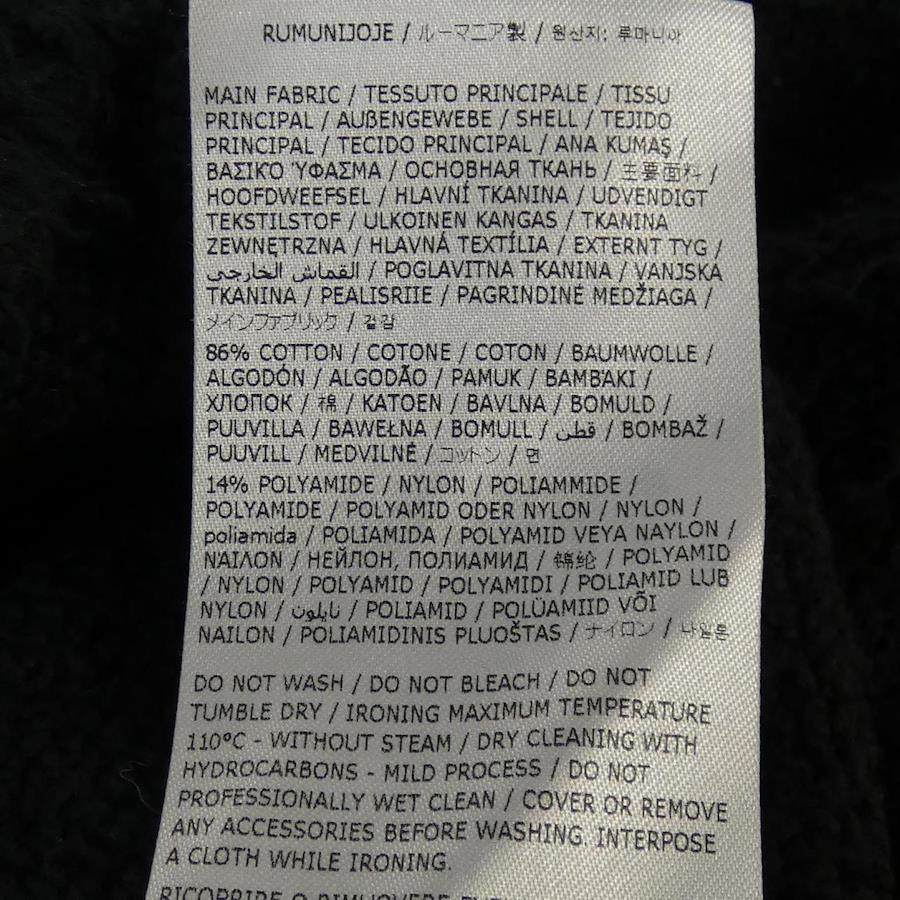 RUMUNIJOJE / ルーマニア製 / 원산지: 루마니아
MAIN FABRIC / TESSUTO PRINCIPALE / TISSU
PRINCIPAL / AUßENGEWEBE / SHELL / TEJIDO
PRINCIPAL / TECIDO PRINCIPAL / ANA KUMAŞ /
ΒΑΣΙΚΌ ΎΦΑΣΜΑ / ОСНОВНАЯ ТКАНЬ / 主要面料 /
HOOFDWEEFSEL / HLAVNÍ TKANINA / UDVENDIGT
TEKSTILSTOF / ULKOINEN KANGAS / TKANINA
ZEWNĘTRZNA / HLAVNÁ TEXTÍLIA / EXTERNT TYG /
القماش الخارجي / POGLAVITNA TKANINA / VANJSKA
TKANINA / PEALISRIIE / PAGRINDINĖ MEDŽIAGA /
メインファブリック / 겉감
86% COTTON / COTONE / COTON / BAUMWOLLE /
ALGODÓN / ALGODÃO / PAMUK / ΒΑΜΒΆΚΙ /
ХЛОПОК / 棉 / KATOEN / BAVLNA / BOMULD /
PUUVILLA / BAWEŁNA / BOMULL / قطن / BOMBAŽ /
PUUVILL / MEDVILNĖ / コットン / 면
14% POLYAMIDE / NYLON / POLIAMMIDE /
POLYAMIDE / POLYAMID ODER NYLON / NYLON /
poliamida / POLIAMIDA / POLYAMID VEYA NAYLON /
ΝΆΙΛΟΝ / НЕЙЛОН, ПОЛИАМИД / 锦纶 / POLYAMID
/ NYLON / POLYAMID / POLYAMIDI / POLIAMID LUB
NYLON / نايلون / POLIAMID / POLÜAMIID VÕI
NAILON / POLIAMIDINIS PLUOŠTAS / ナイロン / 나일론
DO NOT WASH / DO NOT BLEACH / DO NOT
TUMBLE DRY / IRONING MAXIMUM TEMPERATURE
110°C - WITHOUT STEAM / DRY CLEANING WITH
HYDROCARBONS - MILD PROCESS / DO NOT
PROFESSIONALLY WET CLEAN / COVER OR REMOVE
ANY ACCESSORIES BEFORE WASHING. INTERPOSE
A CLOTH WHILE IRONING.
RICOPRIRE O RIMUOVERE